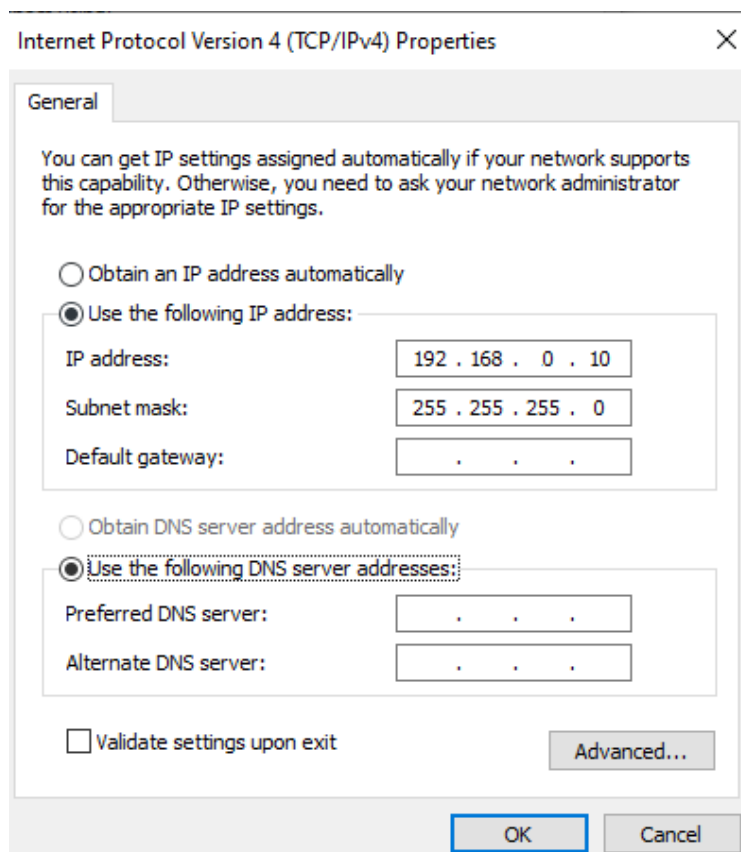 Internet Protocol Version 4 (TCP/IPv4) Properties
General
You can get IP settings assigned automatically if your network supports
this capability. Otherwise, you need to ask your network administrator
for the appropriate IP settings.
Obtain an IP address automatically
Use the following IP address:
IP address: 192 . 168 . 0 . 10
Subnet mask: 255 . 255 . 255 . 0
Default gateway: . . .
Obtain DNS server address automatically
Use the following DNS server addresses:
Preferred DNS server: . . .
Alternate DNS server: . . .
Validate settings upon exit
Advanced...
OK Cancel